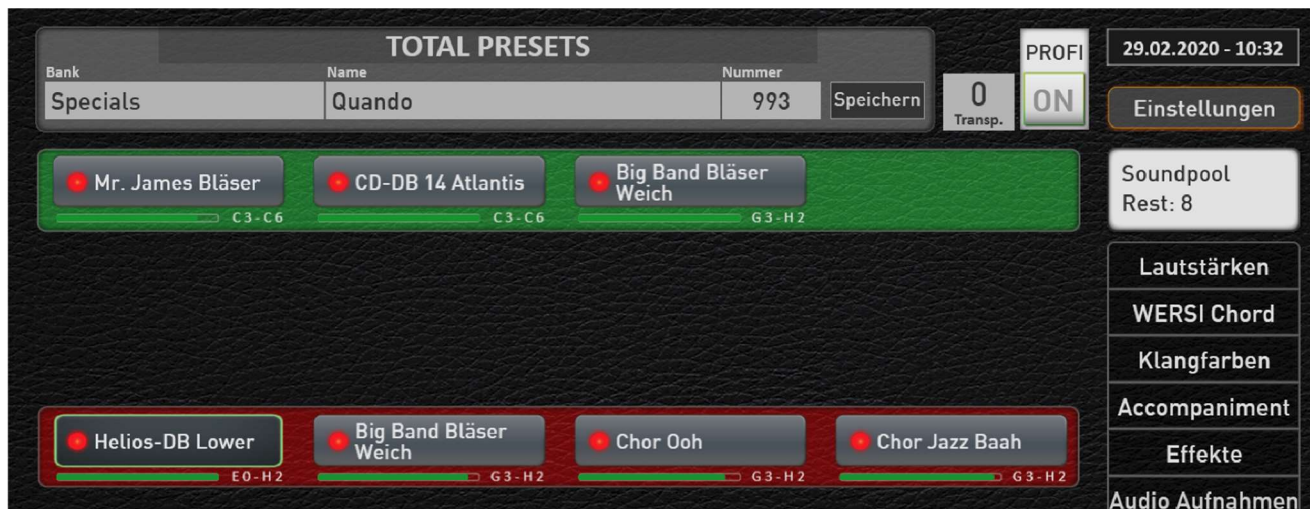 TOTAL PRESETS
Bank
Name
Nummer
Specials
Quando
993
Speichern
0
Transp.
PROFI
ON
29.02.2020 - 10:32
Einstellungen
Mr. James Bläser
C3-C6
CD-DB 14 Atlantis
C3-C6
Big Band Bläser
Weich
G3-H2
Soundpool
Rest: 8
Lautstärken
WERSI Chord
Klangfarben
Accompaniment
Effekte
Audio Aufnahmen
Helios-DB Lower
E0-H2
Big Band Bläser
Weich
G3-H2
Chor Ooh
G3-H2
Chor Jazz Baah
G3-H2